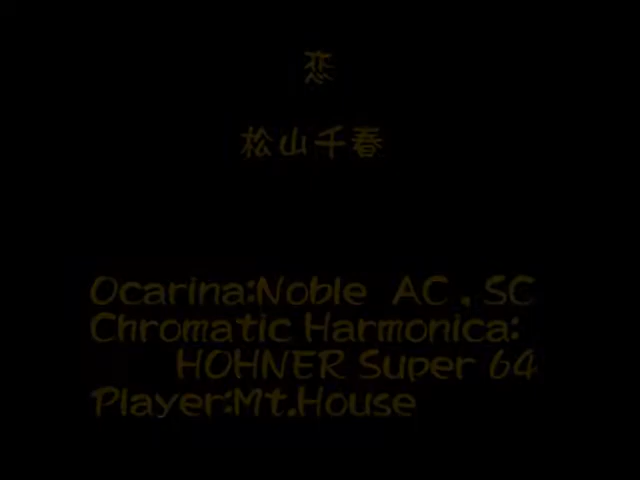 恋
松山千春
Ocarina:Noble AC, SC
Chromatic Harmonica:
HOHNER Super 64
Player:Mt.House